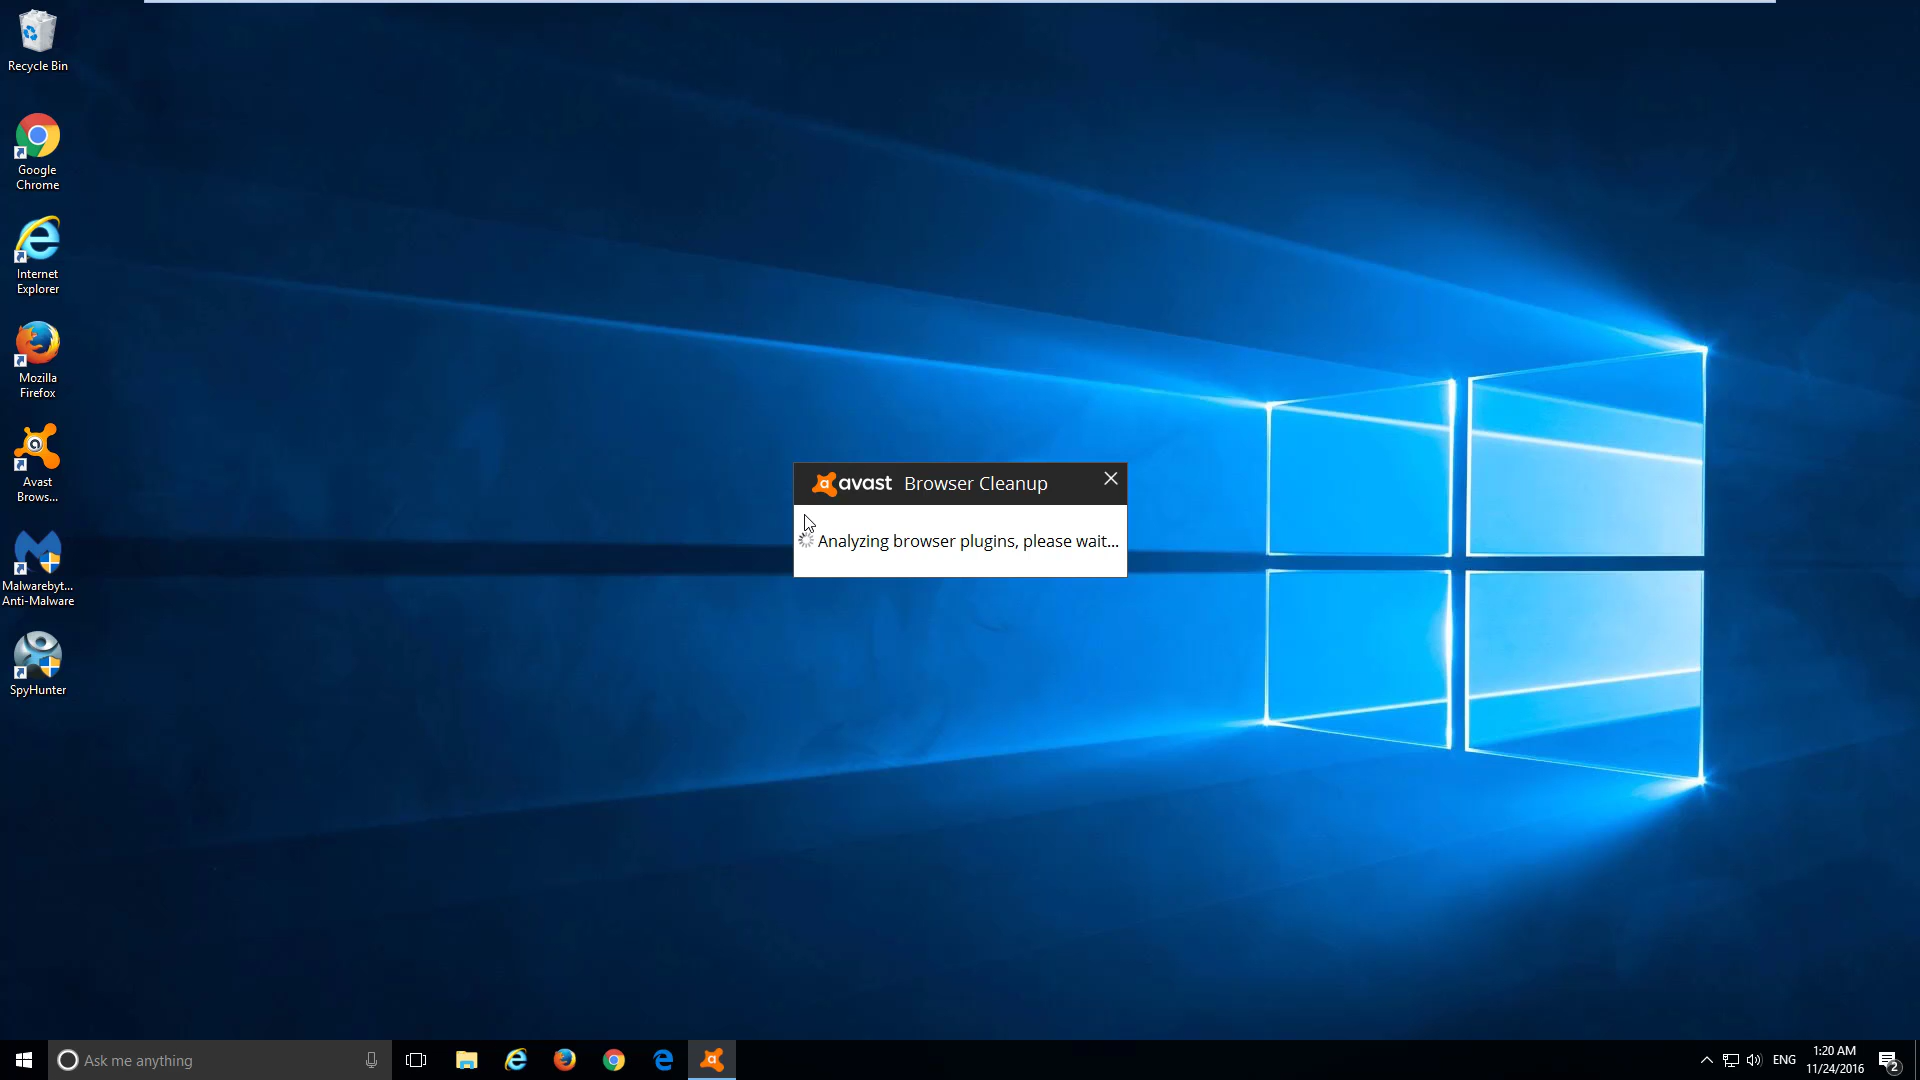 Recycle Bin
Google
Chrome
Internet
Explorer
Mozilla
Firefox
Avast
Brows...
Malwarebyt...
Anti-Malware
SpyHunter
avast Browser Cleanup
Analyzing browser plugins, please wait...
Ask me anything
ENG
1:20 AM
11/24/2016
2